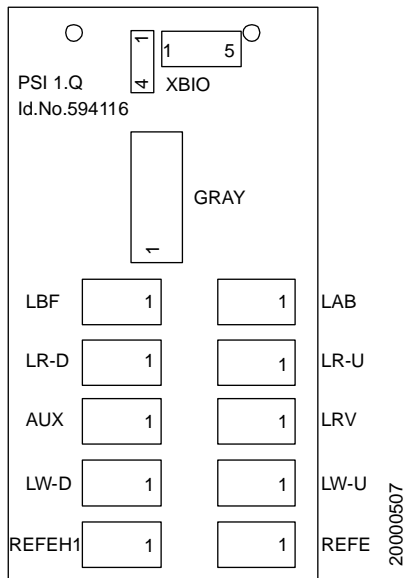 1 1 5
4 XBIO
PSI 1.Q
Id.No.594116
GRAY
1
LBF 1 1 LAB
LR-D 1 1 LR-U
AUX 1 1 LRV
LW-D 1 1 LW-U
REFEH1 1 1 REFE
20000507